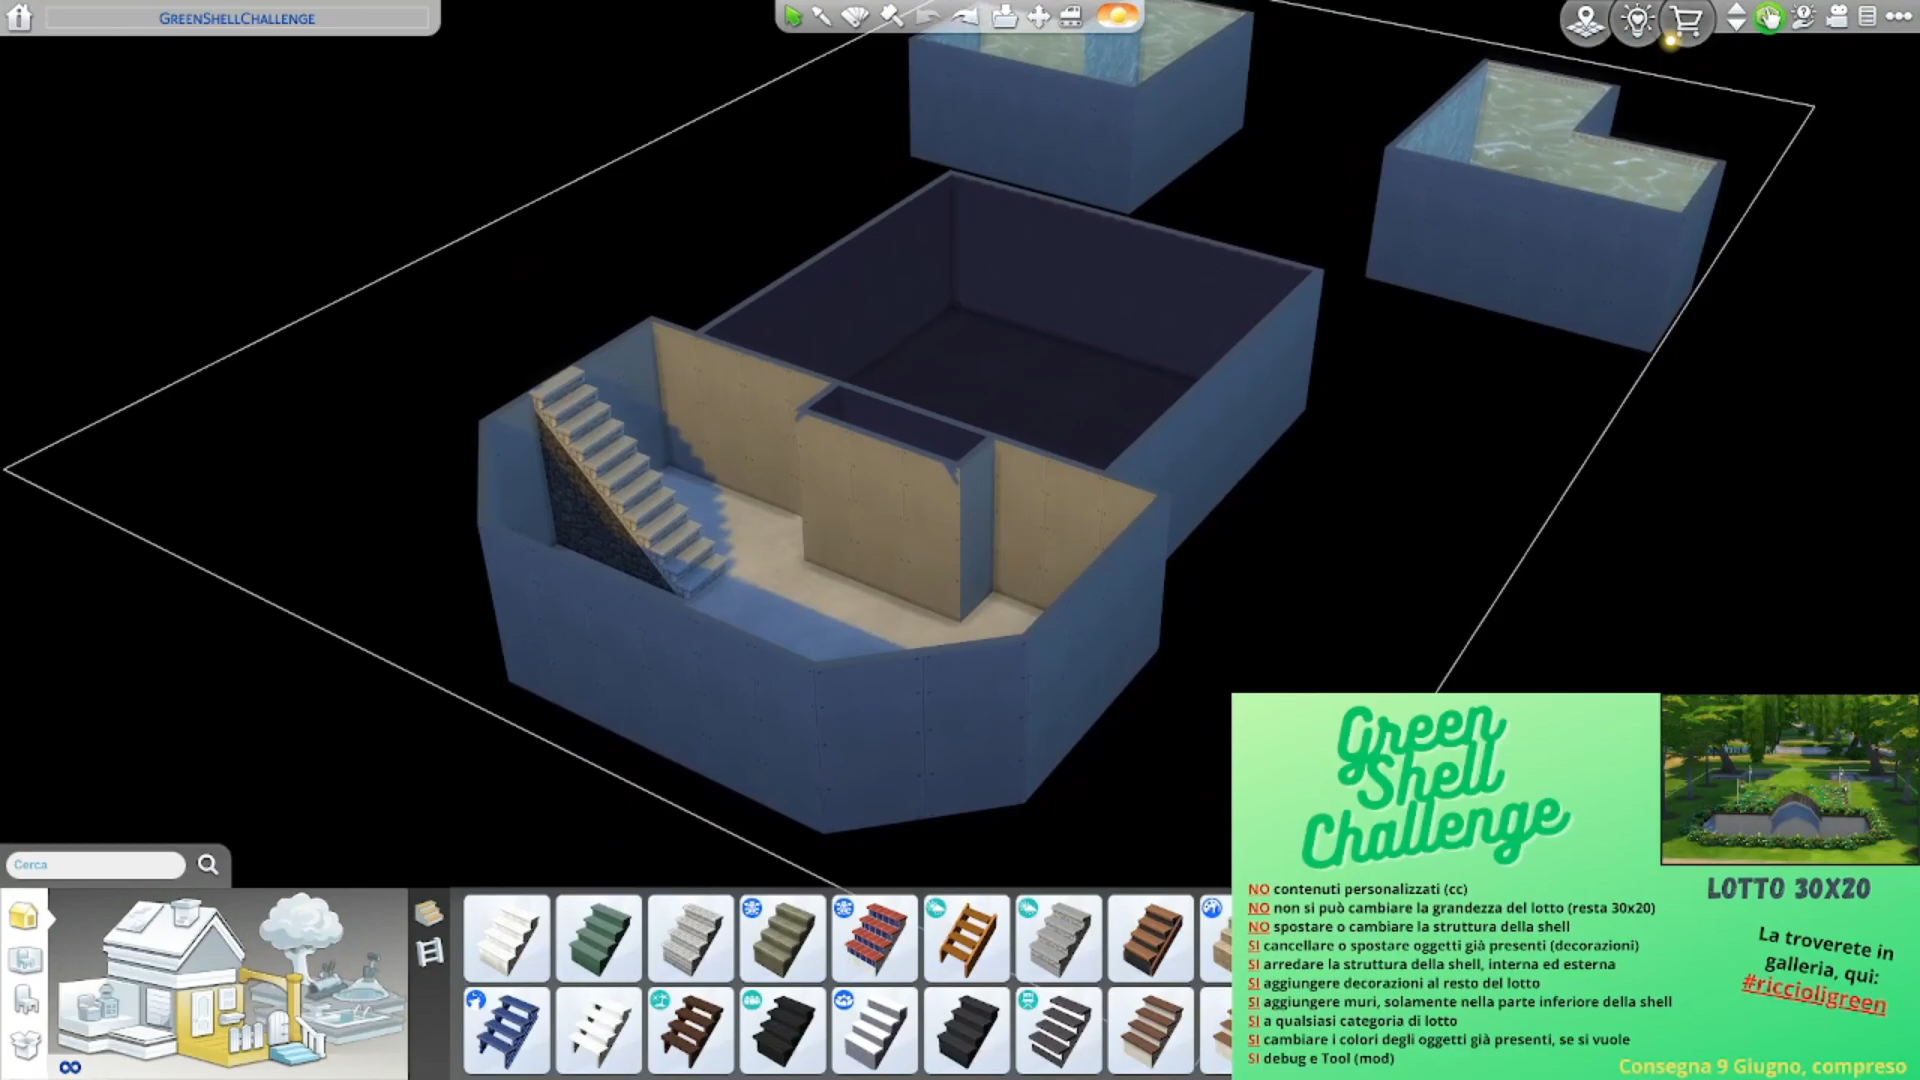 GREENSHELLCHALLENGE
Cerca
Green
Shell
Challenge
NO contenuti personalizzati (cc)
NO non si può cambiare la grandezza del lotto (resta 30x20)
NO spostare o cambiare la struttura della shell
SI cancellare o spostare oggetti già presenti (decorazioni)
SI arredare la struttura della shell, interna ed esterna
SI aggiungere decorazioni al resto del lotto
SI aggiungere muri, solamente nella parte inferiore della shell
SI a qualsiasi categoria di lotto
SI cambiare i colori degli oggetti già presenti, se si vuole
SI debug e Tool (mod)
LOTTO 30X20
La troverete in
galleria, qui:
#riccioligreen
Consegna 9 Giugno, compreso